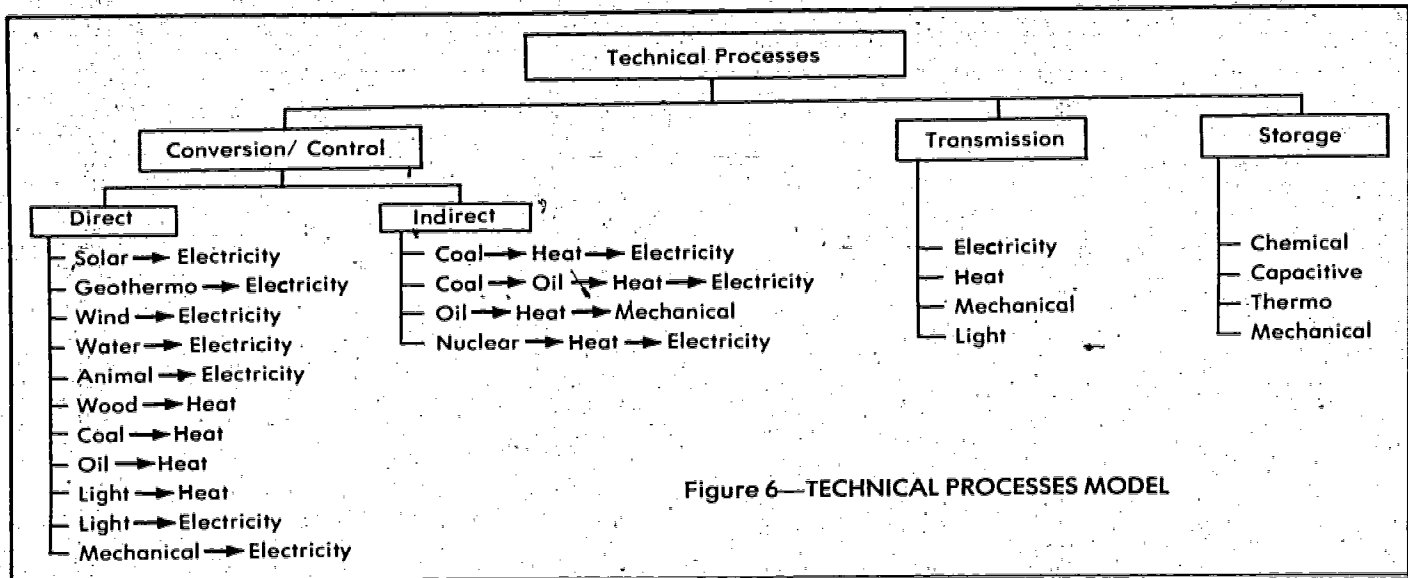 Technical Processes
Conversion/ Control
Transmission
Storage
Direct
Indirect
Solar → Electricity
Geothermo → Electricity
Wind → Electricity
Water → Electricity
Animal → Electricity
Wood → Heat
Coal → Heat
Oil → Heat
Light → Heat
Light → Electricity
Mechanical → Electricity
Coal → Heat → Electricity
Coal → Oil → Heat → Electricity
Oil → Heat → Mechanical
Nuclear → Heat → Electricity
Electricity
Heat
Mechanical
Light
Chemical
Capacitive
Thermo
Mechanical
Figure 6—TECHNICAL PROCESSES MODEL